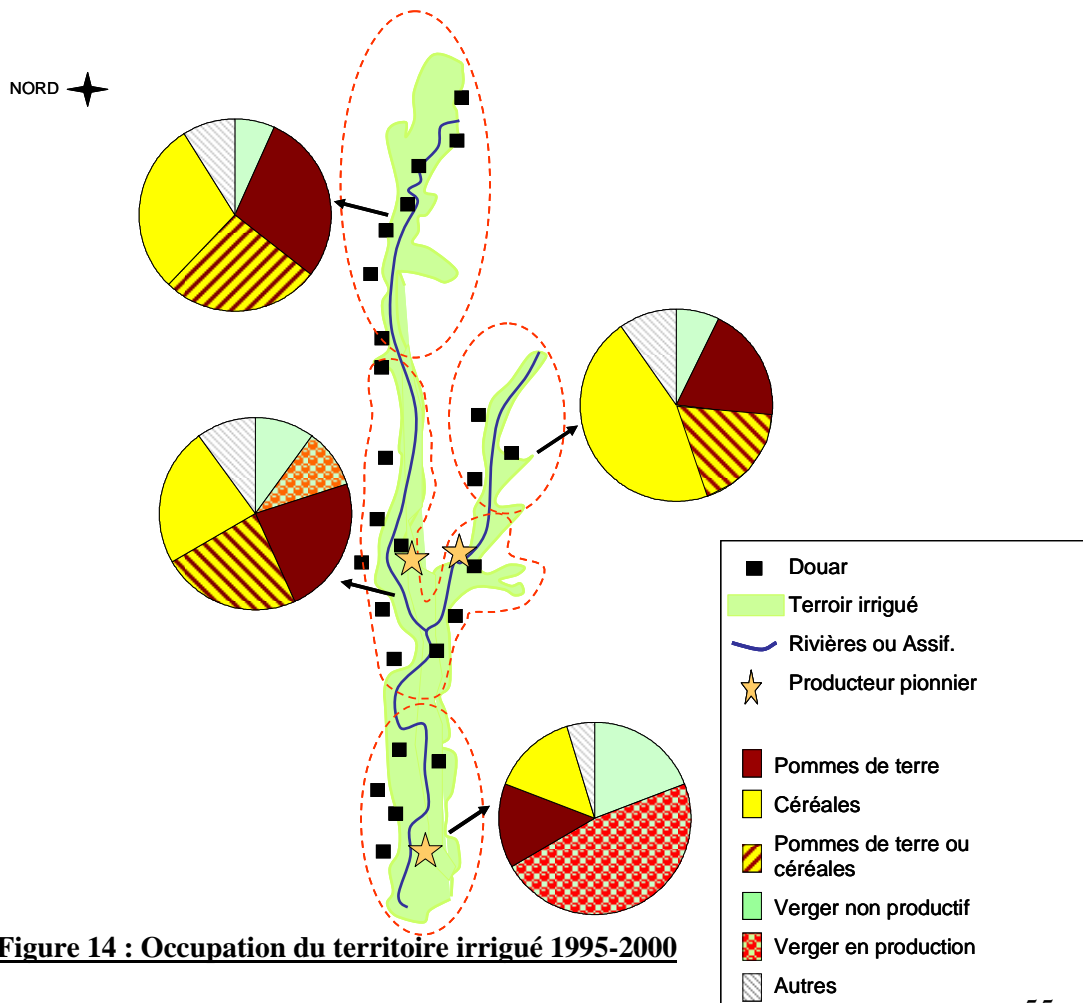 NORD
Douar
Terroir irrigué
Rivières ou Assif.
Producteur pionnier
Pommes de terre
Céréales
Pommes de terre ou
céréales
Verger non productif
Verger en production
Autres
Figure 14 : Occupation du territoire irrigué 1995-2000